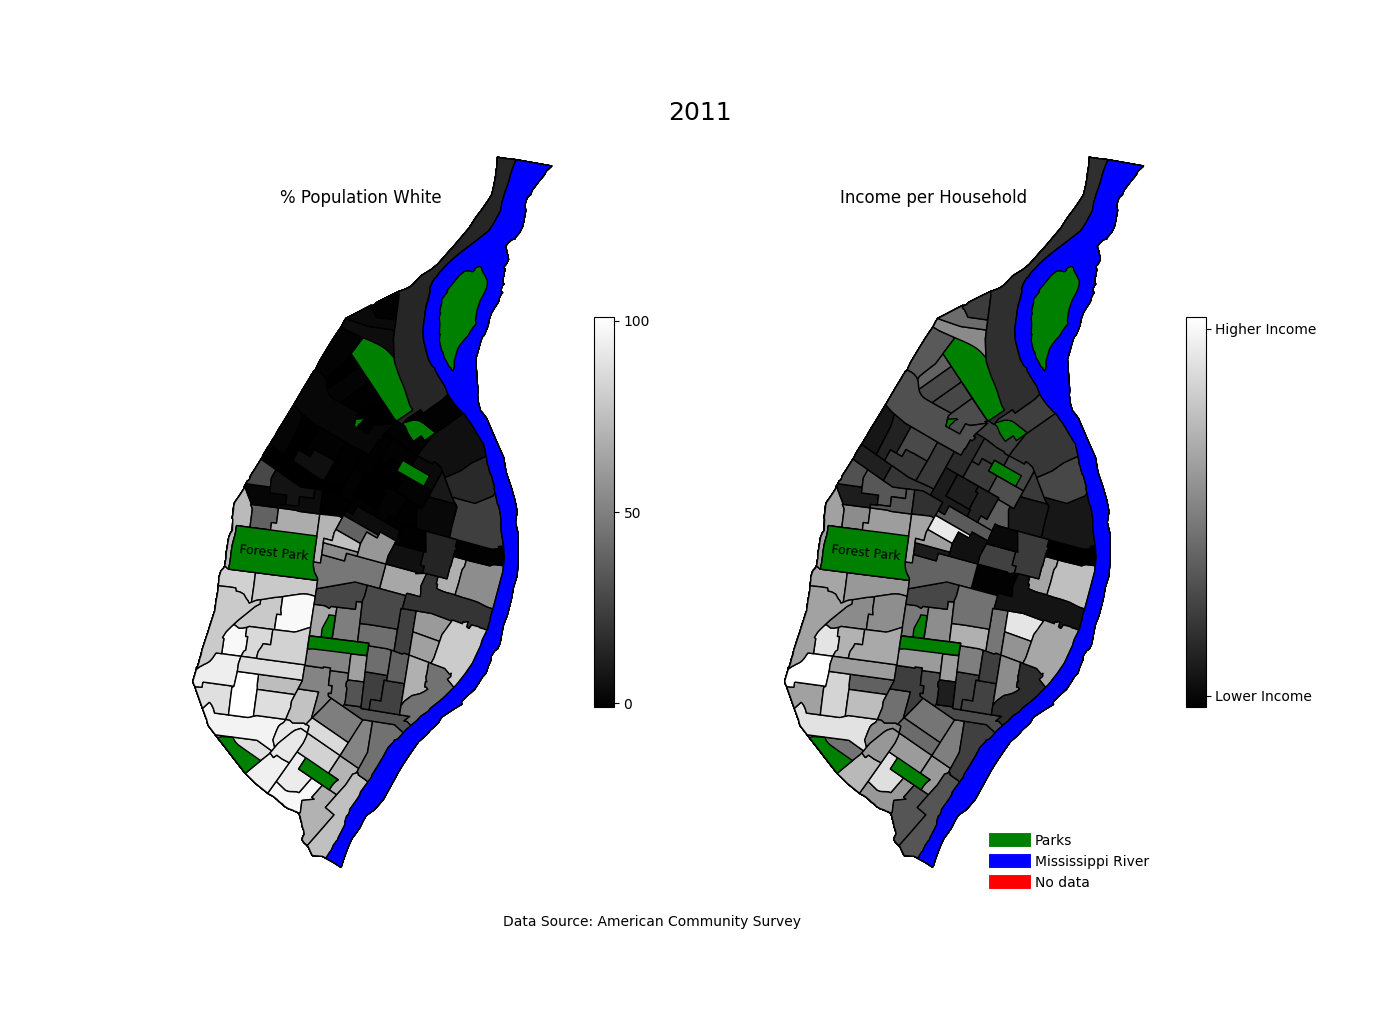 2011
% Population White
Income per Household
100
50
0
Higher Income
Lower Income
Forest Park
Forest Park
Parks
Mississippi River
No data
Data Source: American Community Survey